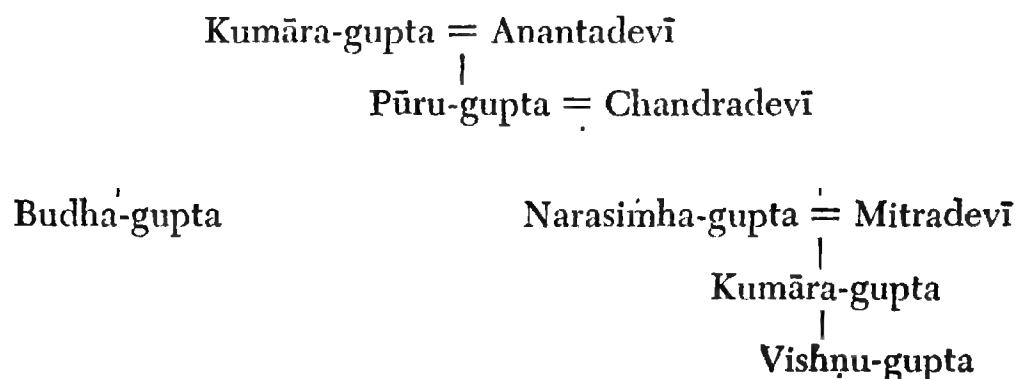 Kumāra-gupta = Anantadevī
Pūru-gupta = Chandradevī
Budha-gupta Narasiṁha-gupta = Mitradevī
Kumāra-gupta
Vishṇu-gupta